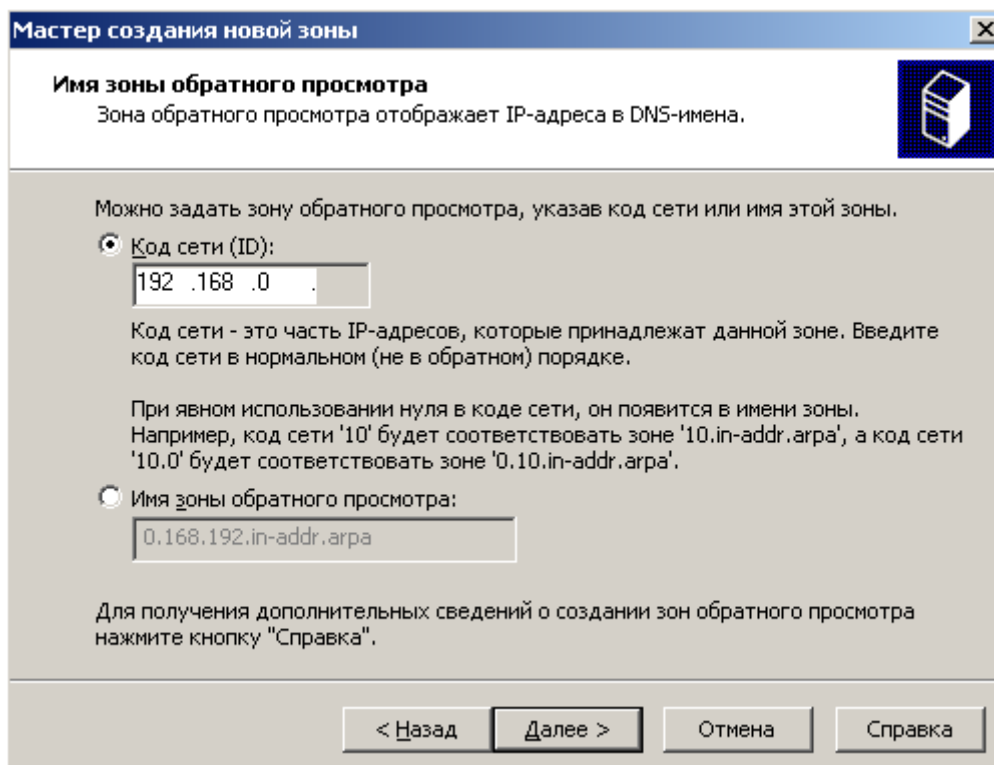 Мастер создания новой зоны
Имя зоны обратного просмотра
Зона обратного просмотра отображает IP-адреса в DNS-имена.
Можно задать зону обратного просмотра, указав код сети или имя этой зоны.
Код сети (ID):
192 .168 .0 .
Код сети - это часть IP-адресов, которые принадлежат данной зоне. Введите
код сети в нормальном (не в обратном) порядке.
При явном использовании нуля в коде сети, он появится в имени зоны.
Например, код сети '10' будет соответствовать зоне '10.in-addr.arpa', а код сети
'10.0' будет соответствовать зоне '0.10.in-addr.arpa'.
Имя зоны обратного просмотра:
0.168.192.in-addr.arpa
Для получения дополнительных сведений о создании зон обратного просмотра
нажмите кнопку "Справка".
< Назад Далее > Отмена Справка